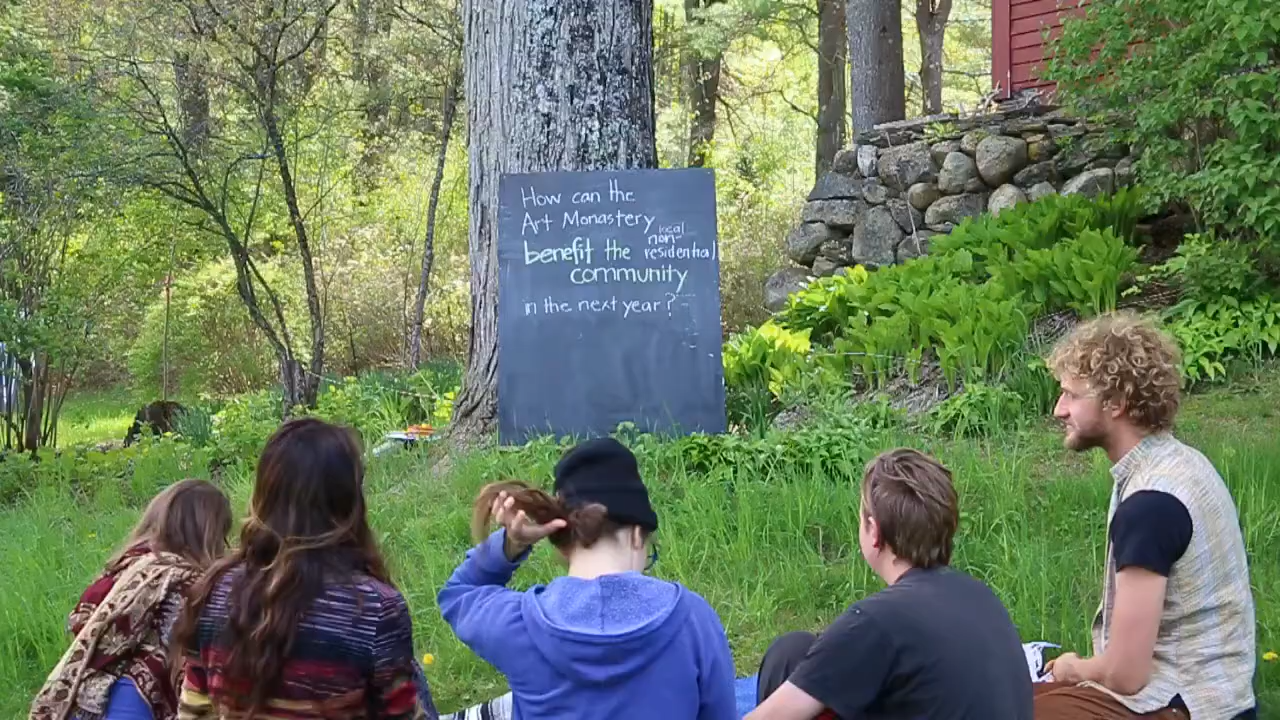 How can the
Art Monastery
local
non-
benefit the residential
community
in the next year?